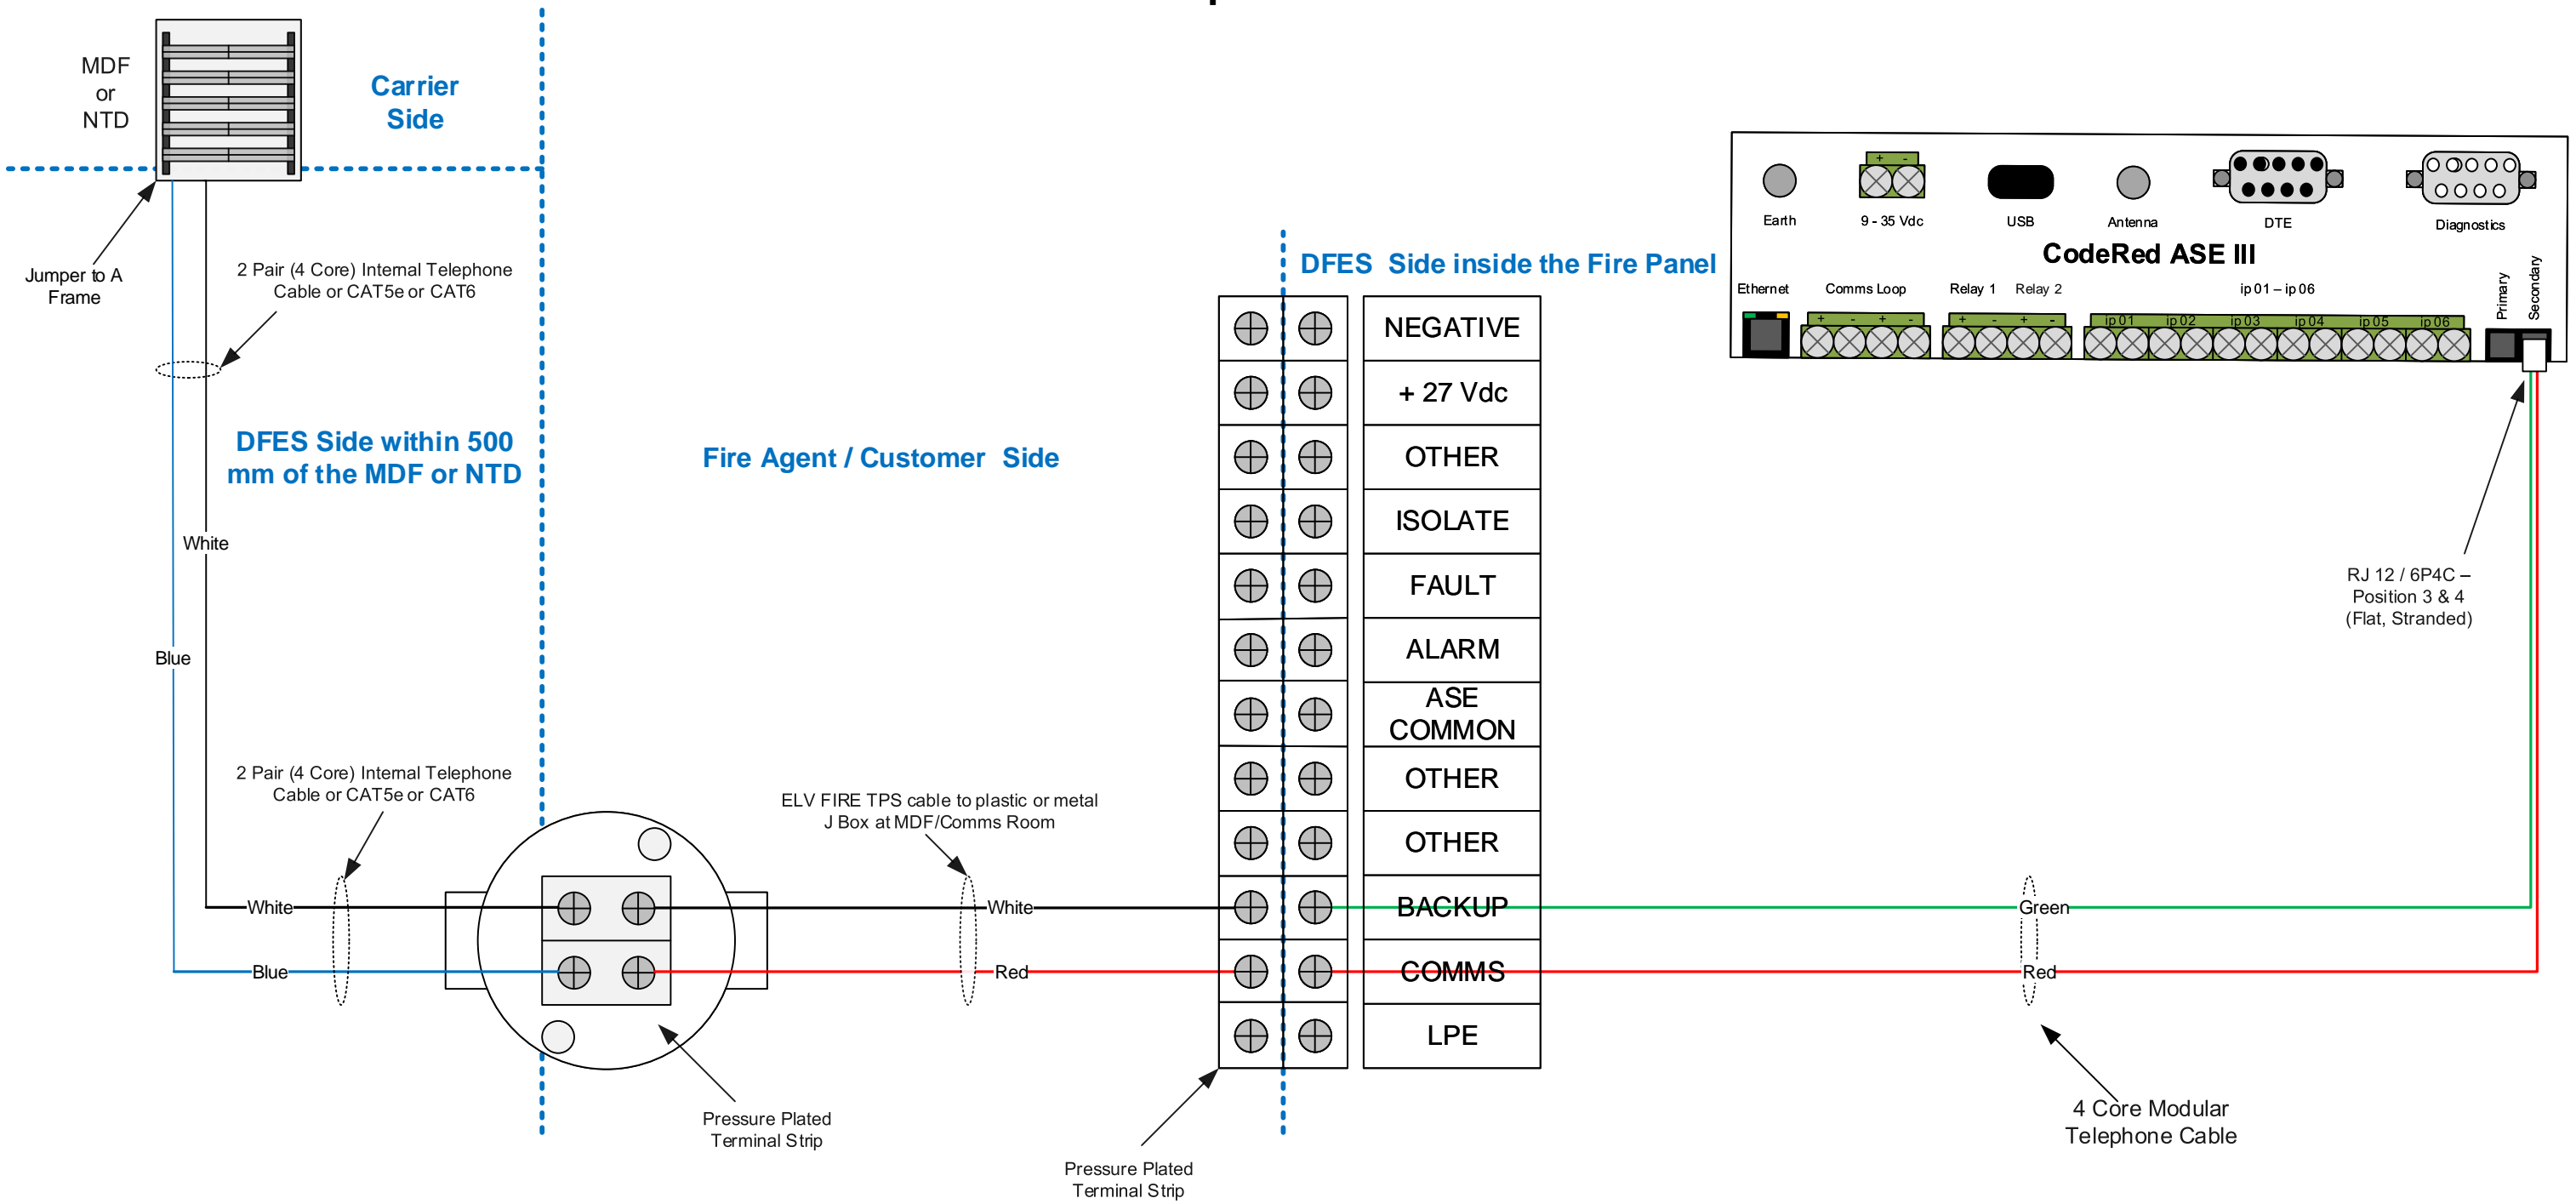 MDF
or
NTD
Carrier
Side
Jumper to A
Frame
2 Pair (4 Core) Internal Telephone
Cable or CAT5e or CAT6
DFES Side within 500
mm of the MDF or NTD
White
Blue
2 Pair (4 Core) Internal Telephone
Cable or CAT5e or CAT6
White
Blue
Fire Agent / Customer Side
ELV FIRE TPS cable to plastic or metal
J Box at MDF/Comms Room
White
Red
Pressure Plated
Terminal Strip
Pressure Plated
Terminal Strip
DFES Side inside the Fire Panel
NEGATIVE
+ 27 Vdc
OTHER
ISOLATE
FAULT
ALARM
ASE
COMMON
OTHER
OTHER
BACKUP
COMMS
LPE
+ -
Earth
9 - 35 Vdc
USB
Antenna
DTE
Diagnostics
CodeRed ASE III
Ethernet
Comms Loop
Relay 1
Relay 2
ip 01 – ip 06
Primary
Secondary
+ - + -
+ - + -
ip 01 ip 02 ip 03 ip 04 ip 05 ip 06
RJ 12 / 6P4C –
Position 3 & 4
(Flat, Stranded)
Green
Red
4 Core Modular
Telephone Cable